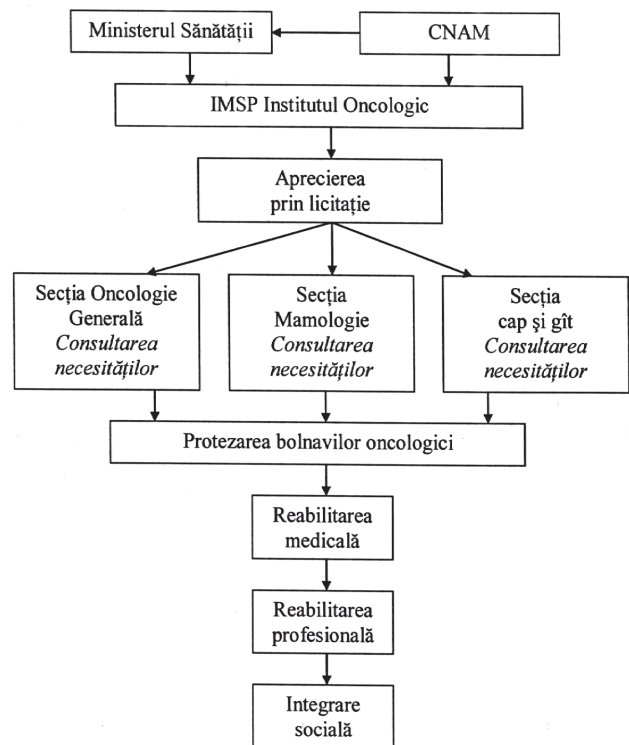 Ministerul Sănătății
CNAM
IMSP Institutul Oncologic
Aprecierea
prin licitație
Secția Oncologie
Generală
Consultarea
necesităților
Secția
Mamologie
Consultarea
necesităților
Secția
cap și gît
Consultarea
necesităților
Protezarea bolnavilor oncologici
Reabilitarea
medicală
Reabilitarea
profesională
Integrare
socială